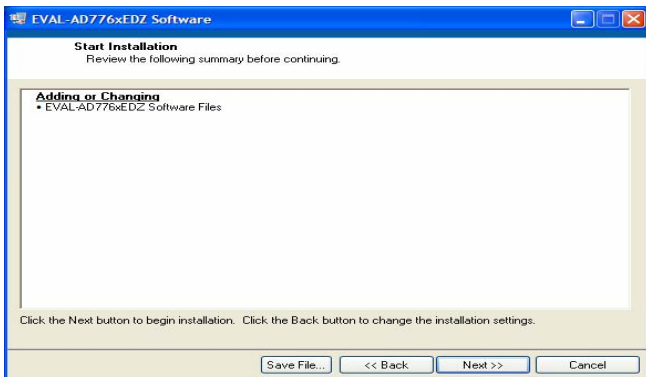 EVAL-AD776xEDZ Software
Start Installation
Review the following summary before continuing.
Adding or Changing
• EVAL-AD776xEDZ Software Files
Click the Next button to begin installation. Click the Back button to change the installation settings.
Save File... << Back Next >> Cancel